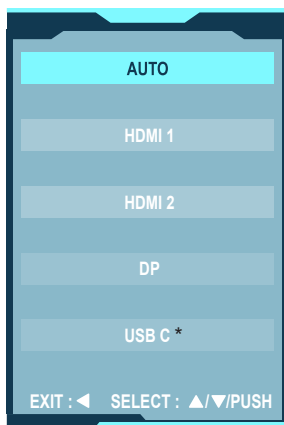 AUTO
HDMI 1
HDMI 2
DP
USB C *
EXIT : ◀ SELECT : ▲/▼/PUSH